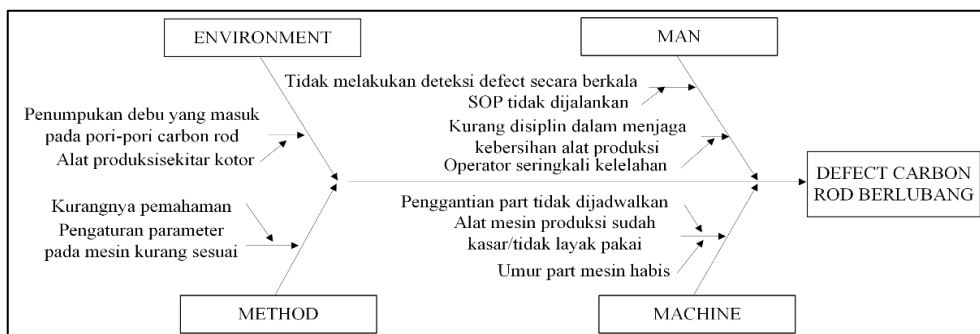 ENVIRONMENT
MAN
Tidak melakukan deteksi defect secara berkala
SOP tidak dijalankan
Penumpukan debu yang masuk
pada pori-pori carbon rod
Alat produksisekitar kotor
Kurang disiplin dalam menjaga
kebersihan alat produksi
Operator seringkali kelelahan
DEFECT CARBON
ROD BERLUBANG
Kurangnya pemahaman
Pengaturan parameter
pada mesin kurang sesuai
Penggantian part tidak dijadwalkan
Alat mesin produksi sudah
kasar/tidak layak pakai
Umur part mesin habis
METHOD
MACHINE